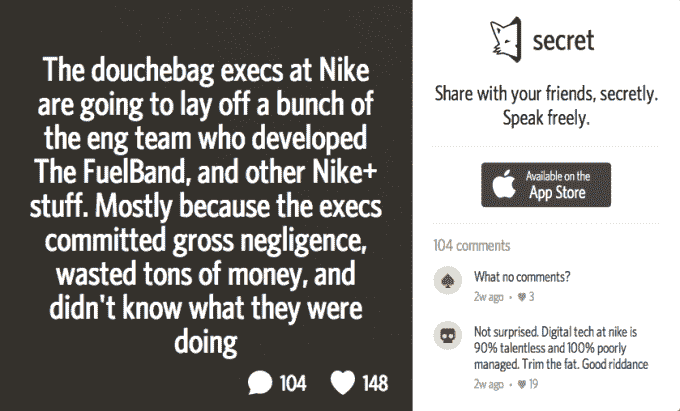 The douchebag execs at Nike
are going to lay off a bunch of
the eng team who developed
The FuelBand, and other Nike+
stuff. Mostly because the execs
committed gross negligence,
wasted tons of money, and
didn't know what they were
doing
104
148
secret
Share with your friends, secretly.
Speak freely.
Available on the
App Store
104 comments
What no comments?
2w ago • 3
Not surprised. Digital tech at nike is
90% talentless and 100% poorly
managed. Trim the fat. Good riddance
2w ago • 19